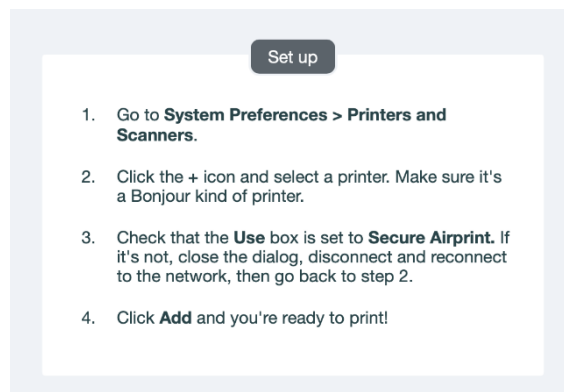 Set up
1. Go to System Preferences > Printers and
Scanners.
2. Click the + icon and select a printer. Make sure it's
a Bonjour kind of printer.
3. Check that the Use box is set to Secure Airprint. If
it's not, close the dialog, disconnect and reconnect
to the network, then go back to step 2.
4. Click Add and you're ready to print!